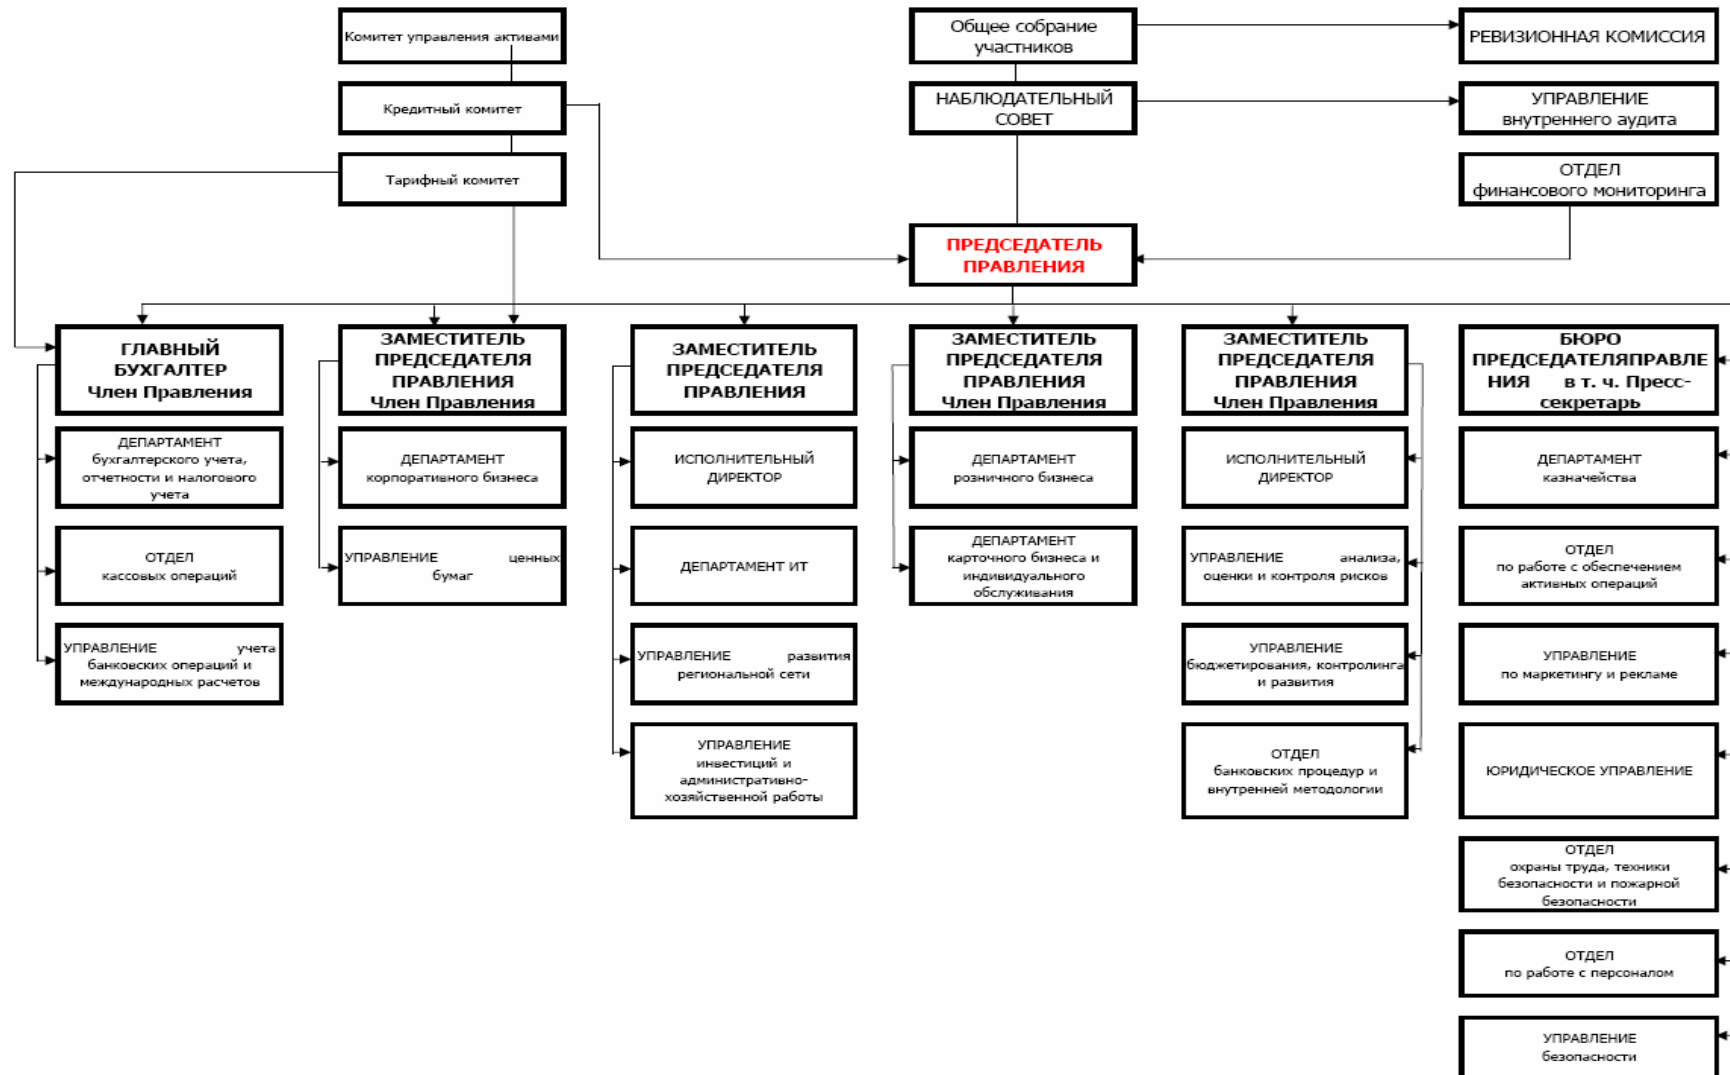 Комитет управления активами
Общее собрание
участников
РЕВИЗИОННАЯ КОМИССИЯ
Кредитный комитет
НАБЛЮДАТЕЛЬНЫЙ
СОВЕТ
УПРАВЛЕНИЕ
внутреннего аудита
Тарифный комитет
ОТДЕЛ
финансового мониторинга
ПРЕДСЕДАТЕЛЬ
ПРАВЛЕНИЯ
ГЛАВНЫЙ
БУХГАЛТЕР
Член Правления
ЗАМЕСТИТЕЛЬ
ПРЕДСЕДАТЕЛЯ
ПРАВЛЕНИЯ
Член Правления
ЗАМЕСТИТЕЛЬ
ПРЕДСЕДАТЕЛЯ
ПРАВЛЕНИЯ
ЗАМЕСТИТЕЛЬ
ПРЕДСЕДАТЕЛЯ
ПРАВЛЕНИЯ
Член Правления
ЗАМЕСТИТЕЛЬ
ПРЕДСЕДАТЕЛЯ
ПРАВЛЕНИЯ
Член Правления
БЮРО
ПРЕДСЕДАТЕЛЯПРАВЛЕ
НИЯ в т. ч. Пресс-
секретарь
ДЕПАРТАМЕНТ
бухгалтерского учета,
отчетности и налогового
учета
ДЕПАРТАМЕНТ
корпоративного бизнеса
ИСПОЛНИТЕЛЬНЫЙ
ДИРЕКТОР
ДЕПАРТАМЕНТ
розничного бизнеса
ИСПОЛНИТЕЛЬНЫЙ
ДИРЕКТОР
ДЕПАРТАМЕНТ
казначейства
ОТДЕЛ
кассовых операций
УПРАВЛЕНИЕ ценных
бумаг
ДЕПАРТАМЕНТ ИТ
ДЕПАРТАМЕНТ
карточного бизнеса и
индивидуального
обслуживания
УПРАВЛЕНИЕ анализа,
оценки и контроля рисков
ОТДЕЛ
по работе с обеспечением
активных операций
УПРАВЛЕНИЕ учета
банковских операций и
международных расчетов
УПРАВЛЕНИЕ развития
региональной сети
УПРАВЛЕНИЕ
бюджетирования, контролинга
и развития
УПРАВЛЕНИЕ
по маркетингу и рекламе
УПРАВЛЕНИЕ
инвестиций и
административно-
хозяйственной работы
ОТДЕЛ
банковских процедур и
внутренней методологии
ЮРИДИЧЕСКОЕ УПРАВЛЕНИЕ
ОТДЕЛ
охраны труда, техники
безопасности и пожарной
безопасности
ОТДЕЛ
по работе с персоналом
УПРАВЛЕНИЕ
безопасности